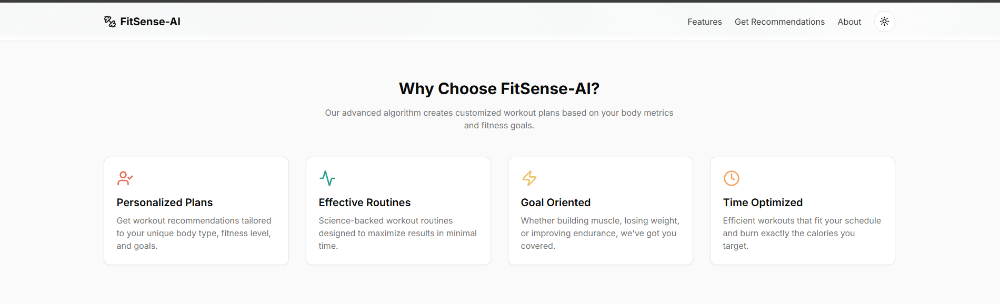 FitSense-AI
Features
Get Recommendations
About
Why Choose FitSense-AI?
Our advanced algorithm creates customized workout plans based on your body metrics
and fitness goals.
Personalized Plans
Get workout recommendations tailored
to your unique body type, fitness level,
and goals.
Effective Routines
Science-backed workout routines
designed to maximize results in minimal
time.
Goal Oriented
Whether building muscle, losing weight,
or improving endurance, we've got you
covered.
Time Optimized
Efficient workouts that fit your schedule
and burn exactly the calories you
target.